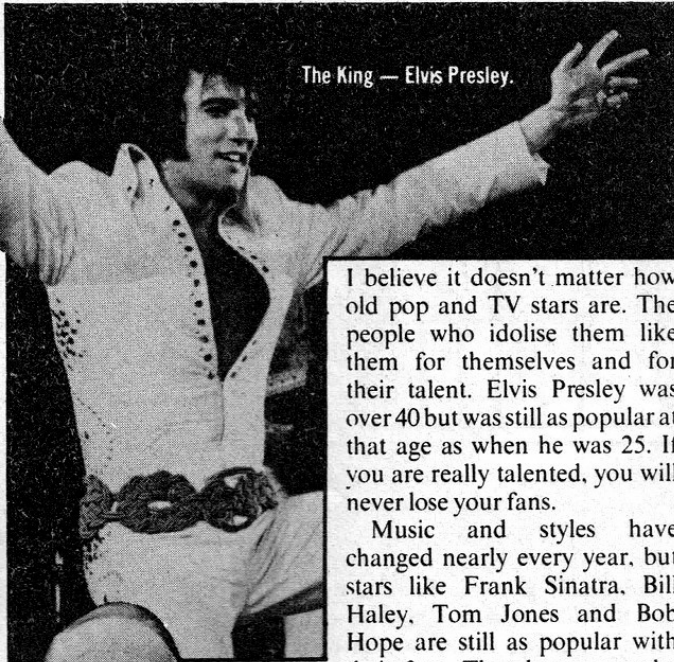 The King — Elvis Presley.
I believe it doesn't matter how
old pop and TV stars are. The
people who idolise them like
them for themselves and for
their talent. Elvis Presley was
over 40 but was still as popular at
that age as when he was 25. If
you are really talented, you will
never lose your fans.
Music and styles have
changed nearly every year, but
stars like Frank Sinatra, Bill
Haley, Tom Jones and Bob
Hope are still as popular with